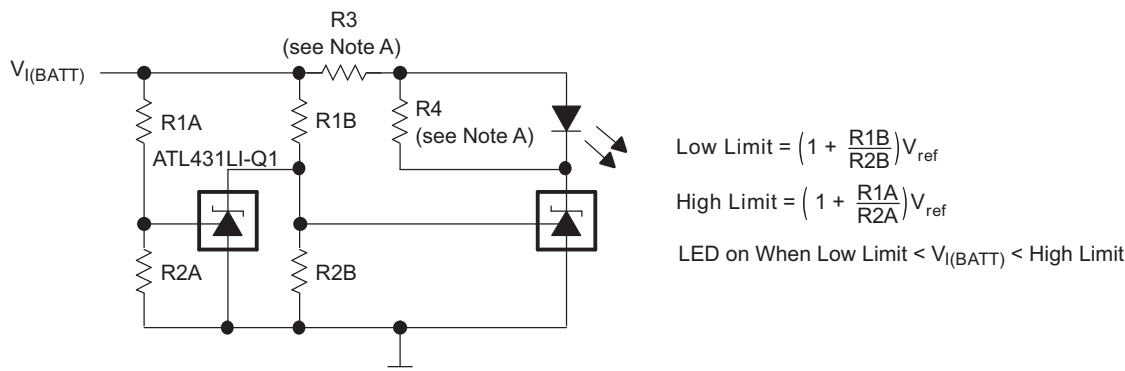 R3
(see Note A)
V_I(BATT)
R1A
R1B
R4
(see Note A)
ATL431LI-Q1
R2A
R2B
Low Limit = ( 1 + R1B/R2B ) V_ref
High Limit = ( 1 + R1A/R2A ) V_ref
LED on When Low Limit < V_I(BATT) < High Limit